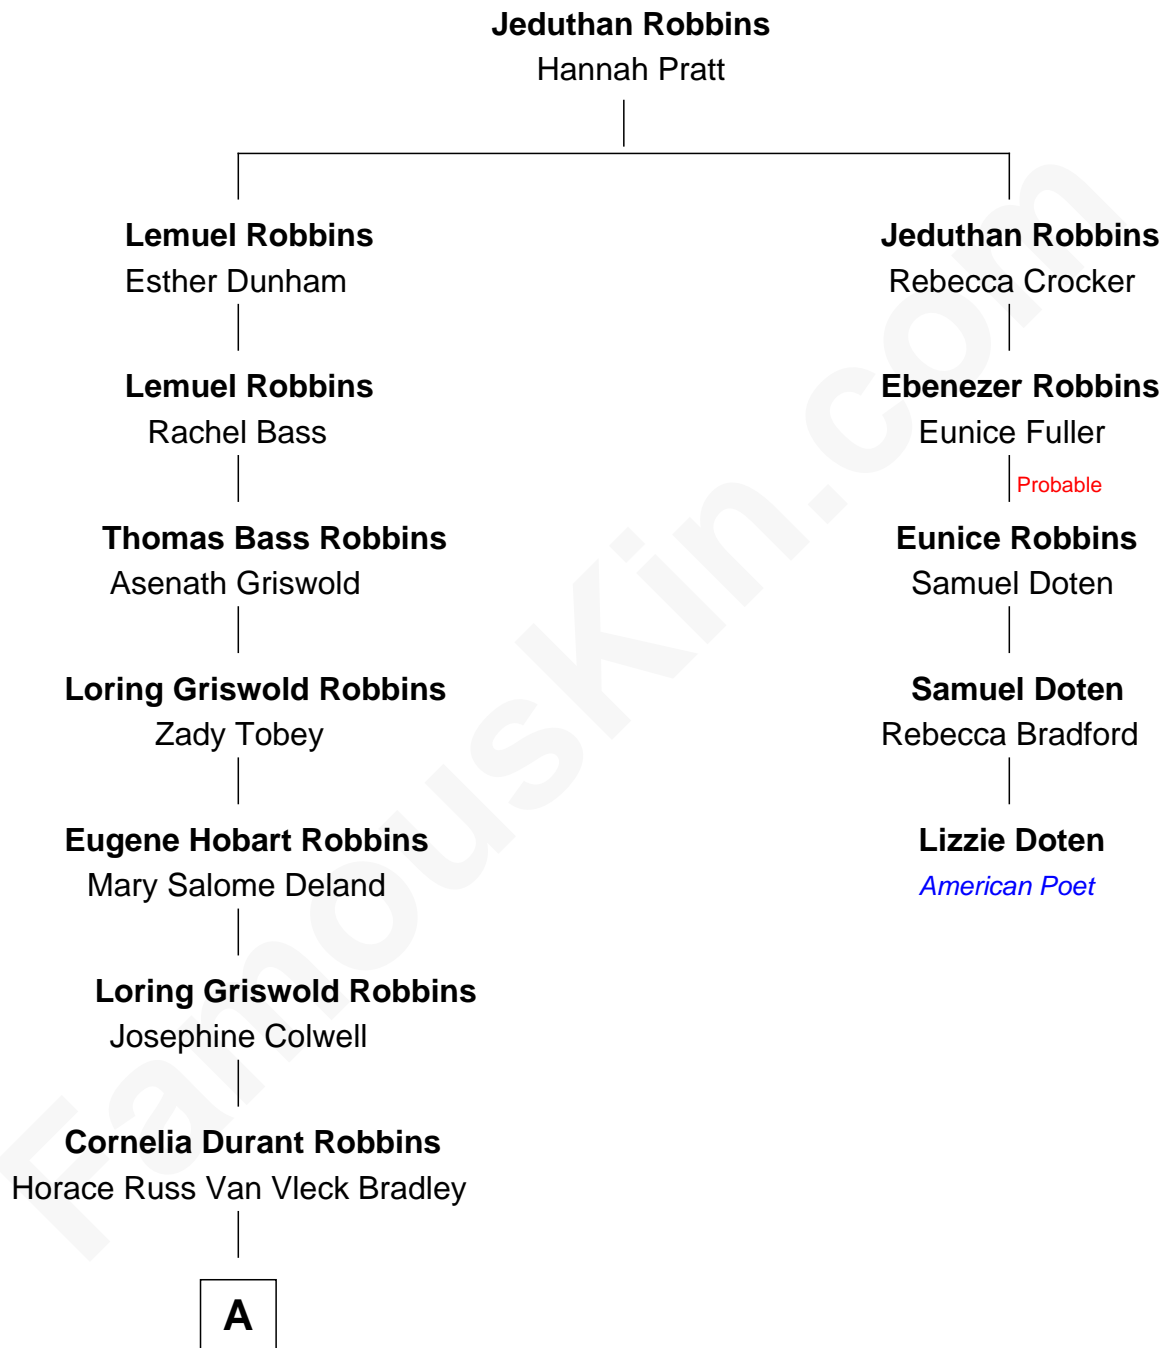 Jeduthan Robbins
Hannah Pratt
Lemuel Robbins
Esther Dunham
Jeduthan Robbins
Rebecca Crocker
Lemuel Robbins
Rachel Bass
Ebenezer Robbins
Eunice Fuller
Probable
Thomas Bass Robbins
Asenath Griswold
Eunice Robbins
Samuel Doten
Loring Griswold Robbins
Zady Tobey
Samuel Doten
Rebecca Bradford
Eugene Hobart Robbins
Mary Salome Deland
Lizzie Doten
American Poet
Loring Griswold Robbins
Josephine Colwell
Cornelia Durant Robbins
Horace Russ Van Vleck Bradley
A
FamousKin.com